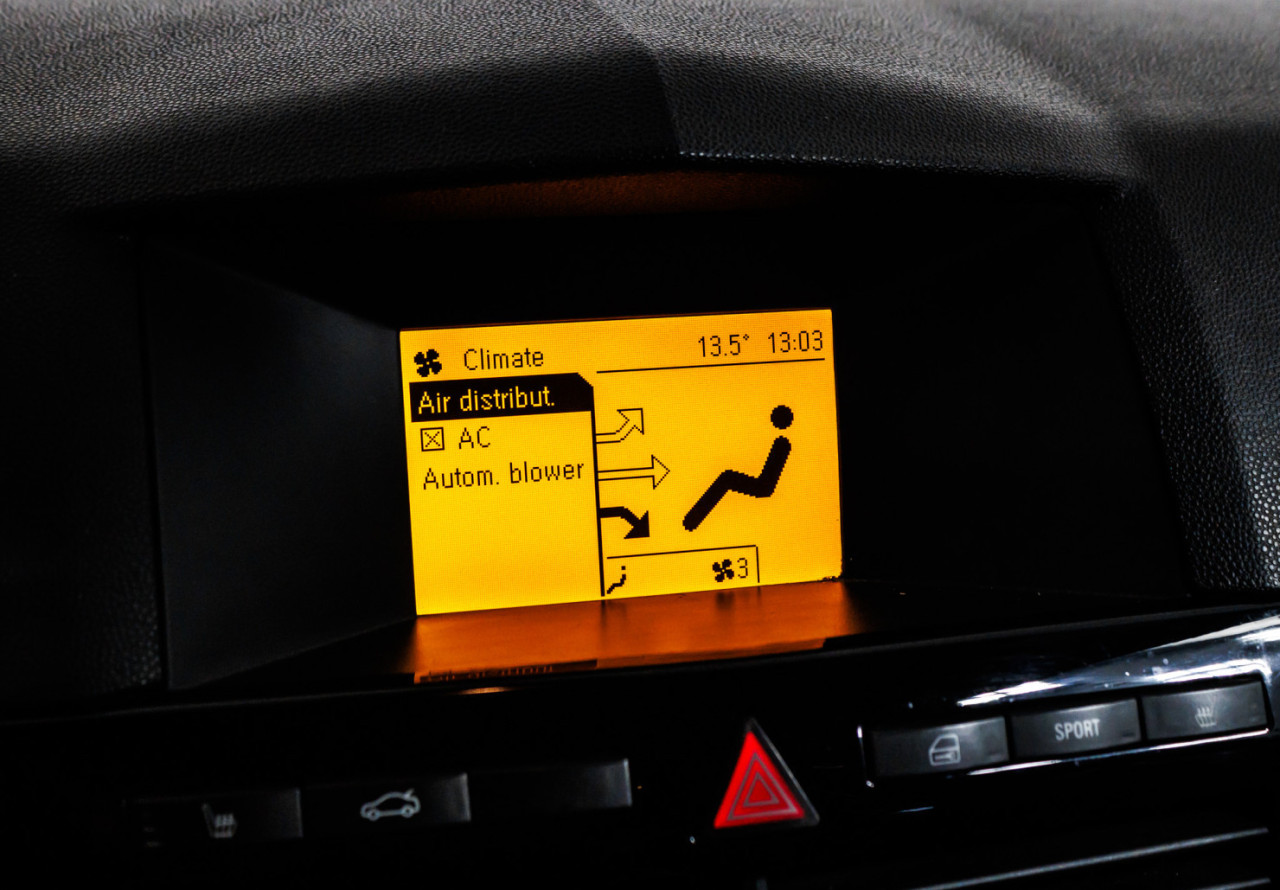 Climate
13.5° 13:03
Air distribut.
AC
Autom. blower
3
SPORT